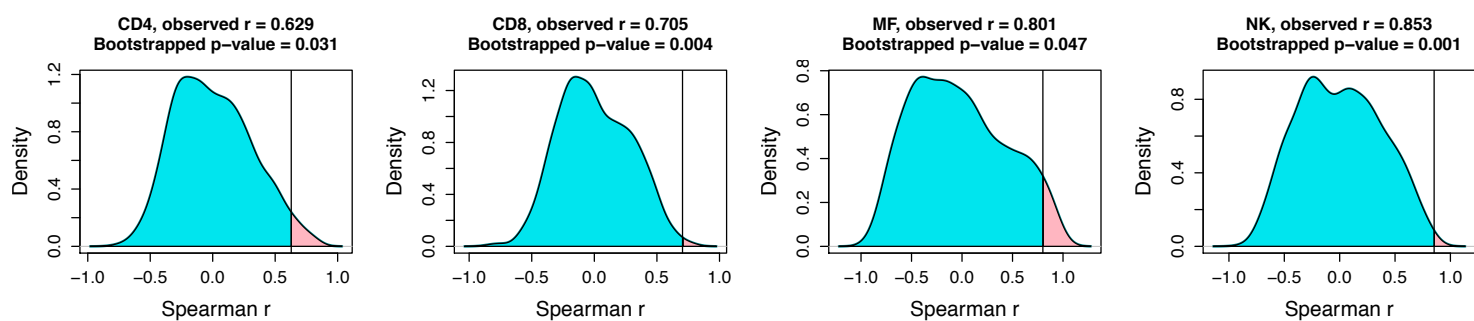 CD4, observed r = 0.629
Bootstrapped p−value = 0.031
Density
0.0 0.4 0.8 1.2
−1.0 −0.5 0.0 0.5 1.0
Spearman r
CD8, observed r = 0.705
Bootstrapped p−value = 0.004
Density
0.0 0.4 0.8 1.2
−1.0 −0.5 0.0 0.5 1.0
Spearman r
MF, observed r = 0.801
Bootstrapped p−value = 0.047
Density
0.0 0.2 0.4 0.6 0.8
−1.0 −0.5 0.0 0.5 1.0
Spearman r
NK, observed r = 0.853
Bootstrapped p−value = 0.001
Density
0.0 0.4 0.8
−1.0 −0.5 0.0 0.5 1.0
Spearman r